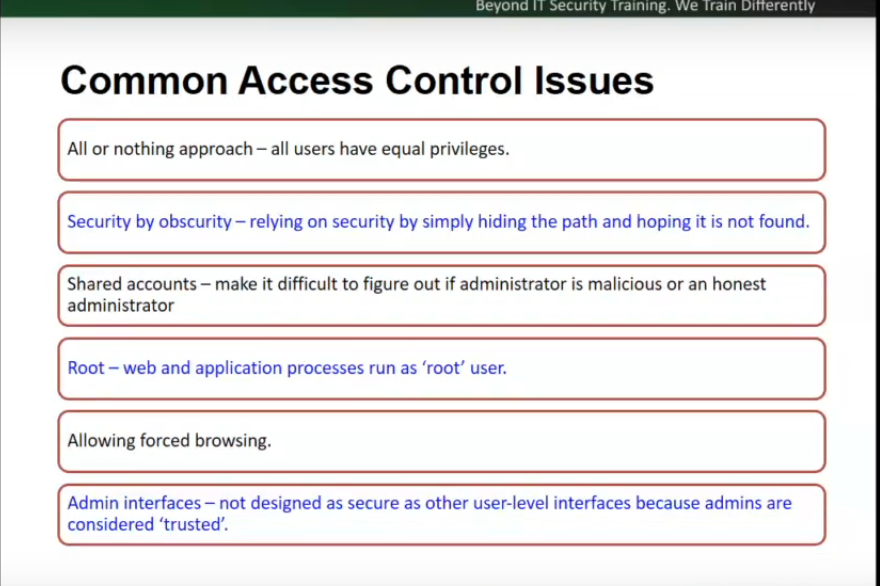 Beyond IT Security Training. We Train Differently
Common Access Control Issues
All or nothing approach – all users have equal privileges.
Security by obscurity – relying on security by simply hiding the path and hoping it is not found.
Shared accounts – make it difficult to figure out if administrator is malicious or an honest
administrator
Root – web and application processes run as ‘root’ user.
Allowing forced browsing.
Admin interfaces – not designed as secure as other user-level interfaces because admins are
considered ‘trusted’.